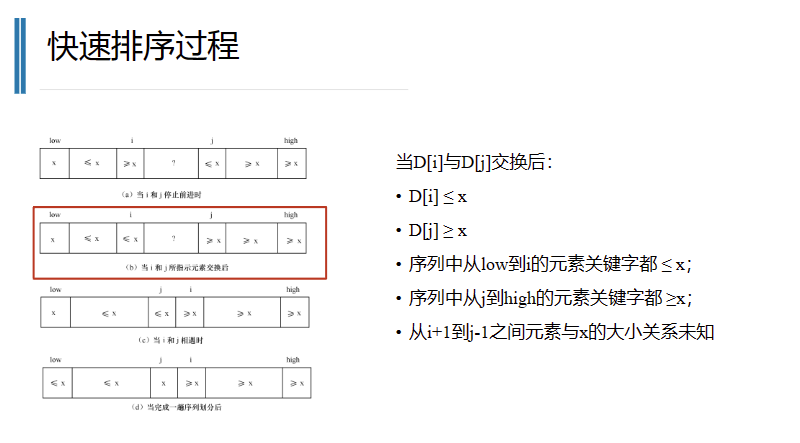 快速排序过程
low i j high
x ≤ x ≥ x ? ≤ x ≥ x ≥ x
（a）当 i 和 j 停止前进时
low i j high
x ≤ x ≤ x ? ≥ x ≥ x ≥ x
（b）当 i 和 j 所指示元素交换后
low j i high
x ≤ x ≤ x ≥ x ≥ x ≥ x
（c）当 i 和 j 相遇时
low j i high
≤ x ≤ x x ≥ x ≥ x ≥ x
（d）当完成一趟序列划分后
当D[i]与D[j]交换后：
• D[i] ≤ x
• D[j] ≥ x
• 序列中从low到i的元素关键字都 ≤ x；
• 序列中从j到high的元素关键字都 ≥x；
• 从i+1到j-1之间元素与x的大小关系未知